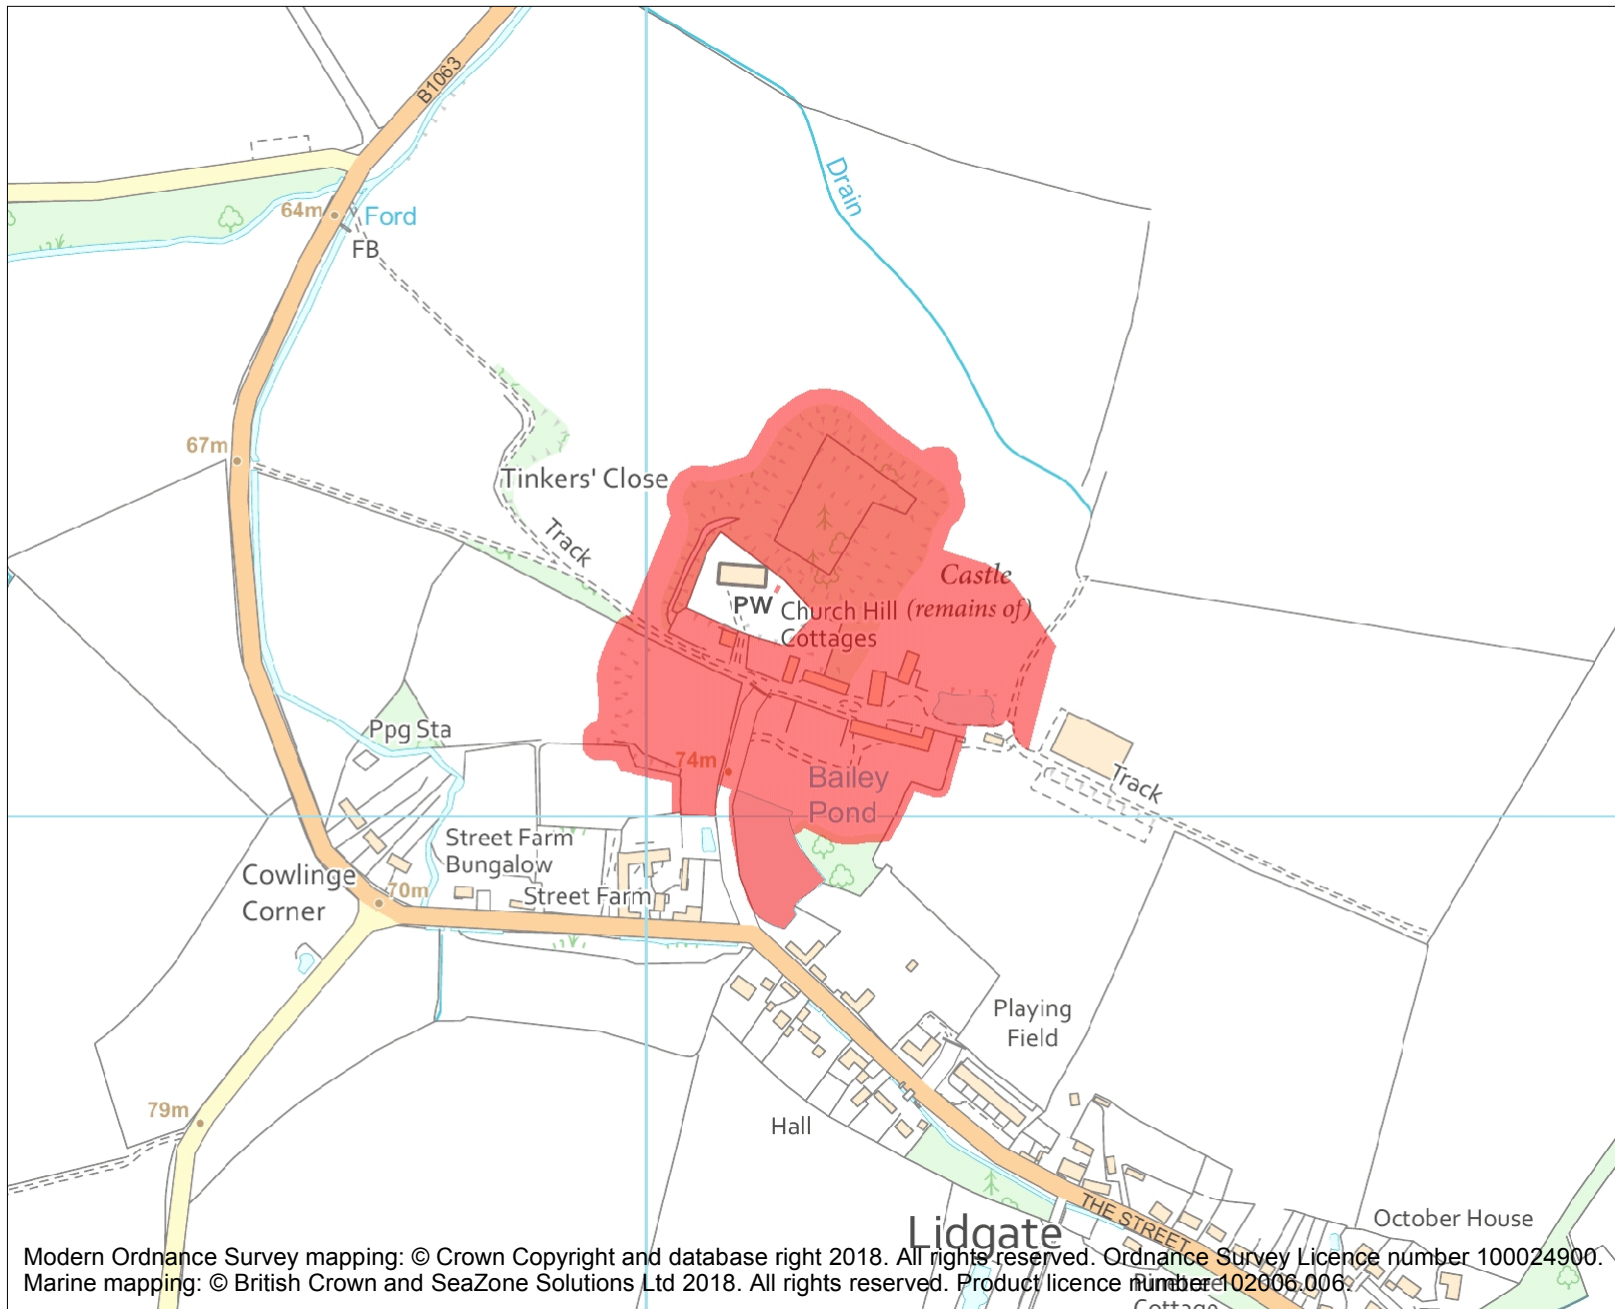 B1063
Drain
64m
Ford
FB
67m
Tinkers' Close
Track
Castle
(remains of)
PW
Church Hill
Cottages
Ppg Sta
74m
Bailey
Pond
Track
Street Farm
Bungalow
Cowlinge
Corner
70m
Street Farm
Playing
Field
79m
Hall
THE STREET
October House
Lidgate
Modern Ordnance Survey mapping: © Crown Copyright and database right 2018. All rights reserved. Ordnance Survey Licence number 100024900.
Marine mapping: © British Crown and SeaZone Solutions Ltd 2018. All rights reserved. Product licence number 102006.006.
Cottage